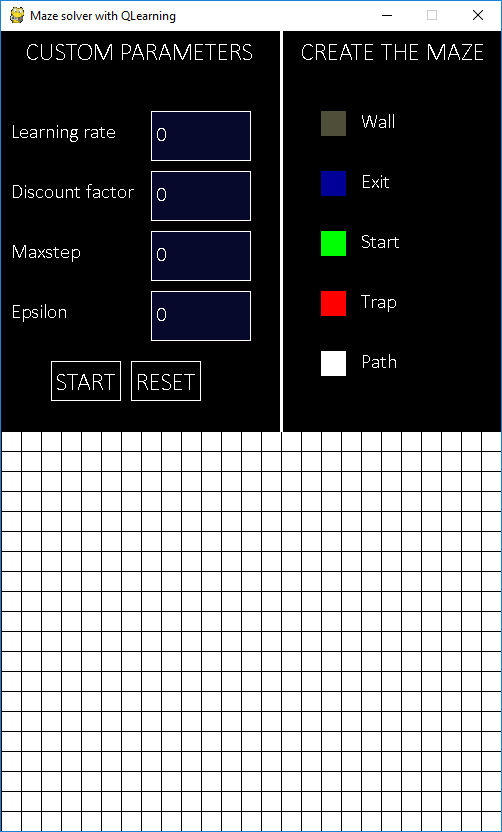 Maze solver with QLearning
CUSTOM PARAMETERS
Learning rate
0
Discount factor
0
Maxstep
0
Epsilon
0
START
RESET
CREATE THE MAZE
Wall
Exit
Start
Trap
Path